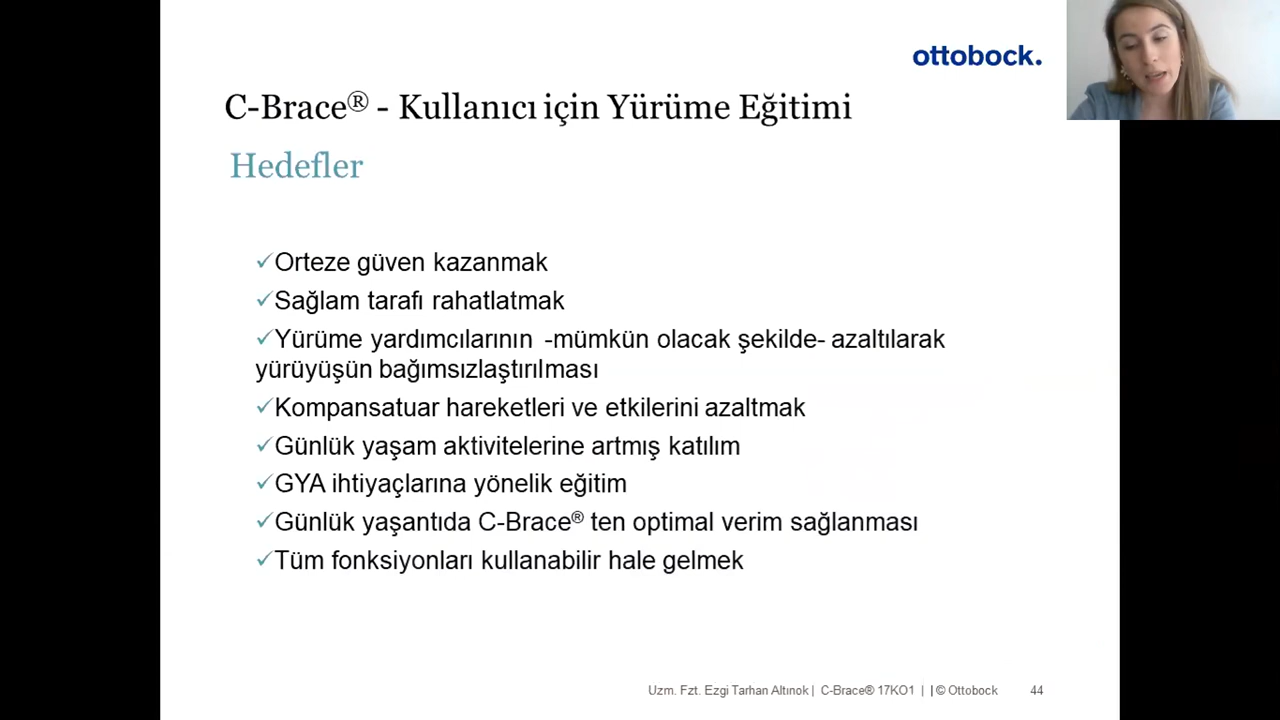 ottobock.
C-Brace® - Kullanıcı için Yürüme Eğitimi
Hedefler
✓Orteze güven kazanmak
✓Sağlam tarafı rahatlatmak
✓Yürüme yardımcılarının -mümkün olacak şekilde- azaltılarak
yürüyüşün bağımsızlaştırılması
✓Kompansatuar hareketleri ve etkilerini azaltmak
✓Günlük yaşam aktivitelerine artmış katılım
✓GYA ihtiyaçlarına yönelik eğitim
✓Günlük yaşantıda C-Brace® ten optimal verim sağlanması
✓Tüm fonksiyonları kullanabilir hale gelmek
Uzm. Fzt. Ezgi Tarhan Altınok | C-Brace® 17KO1 | | © Ottobock 44